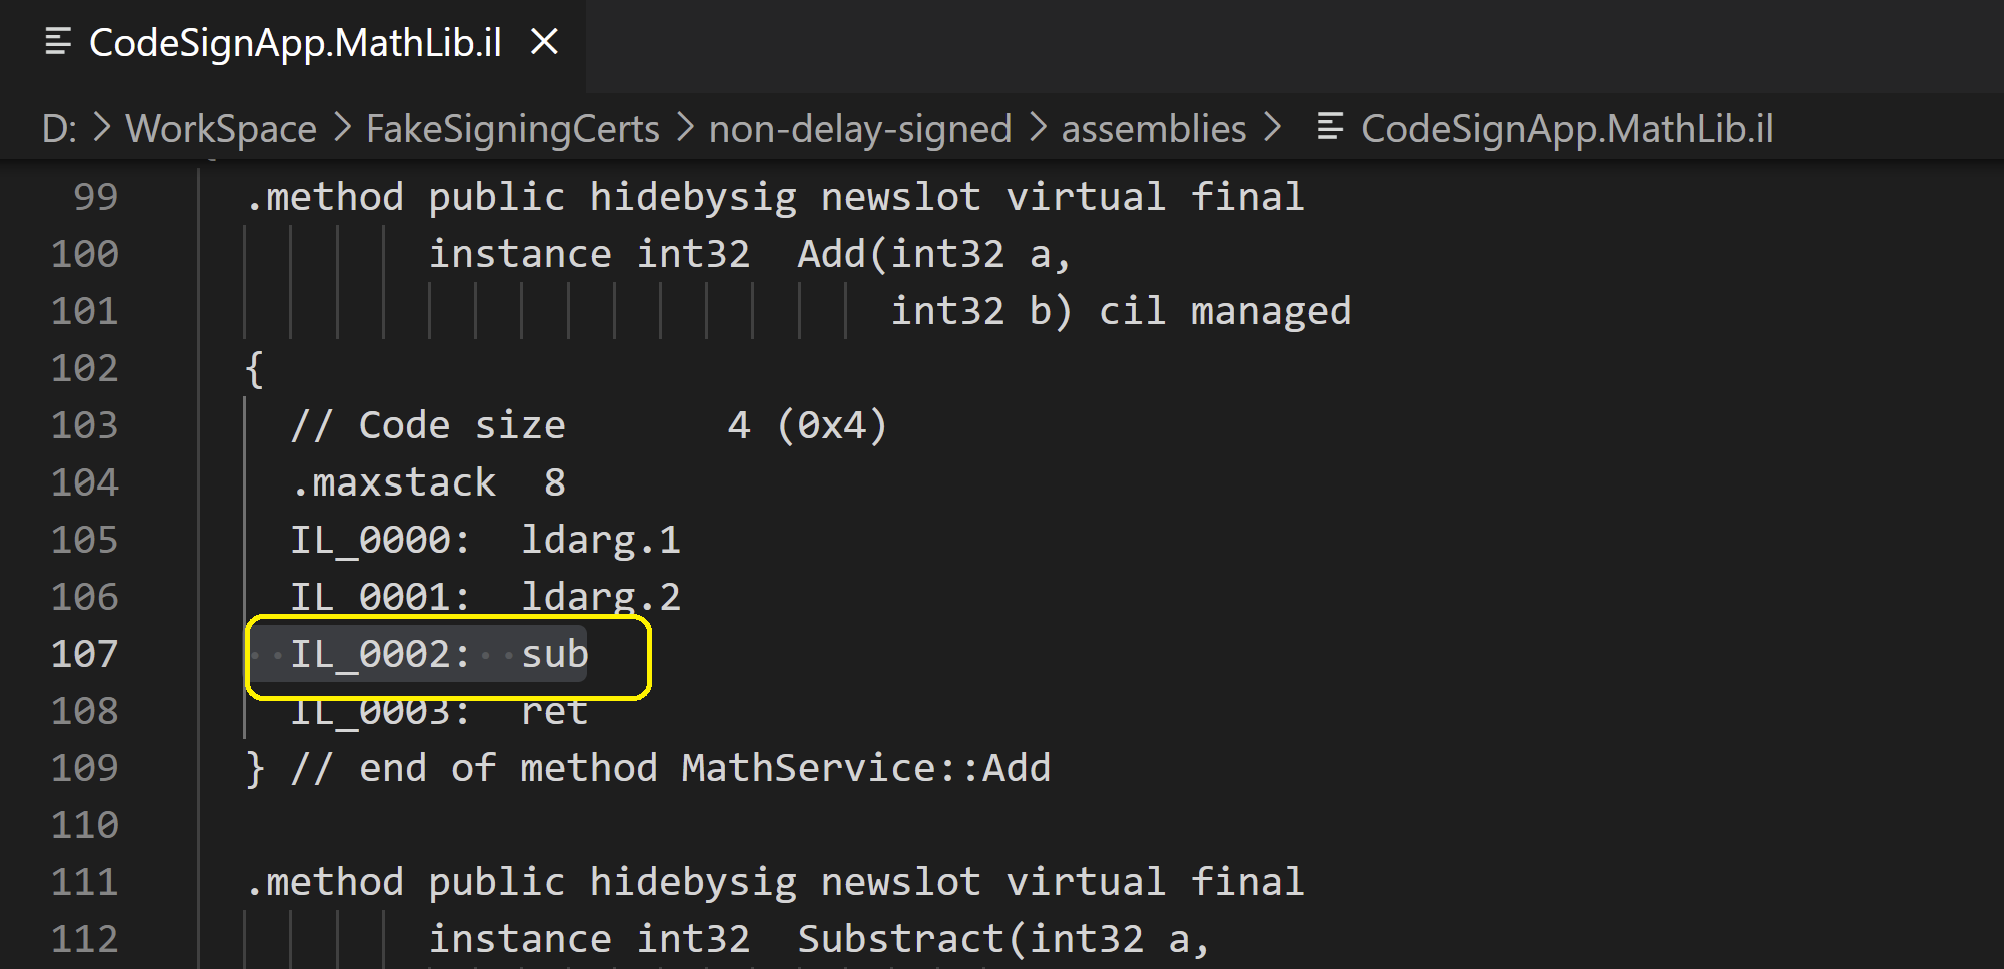 CodeSignApp.MathLib.il
D: > WorkSpace > FakeSigningCerts > non-delay-signed > assemblies > CodeSignApp.MathLib.il
99 .method public hidebysig newslot virtual final
100 instance int32  Add(int32 a,
101 int32 b) cil managed
102 {
103 // Code size       4 (0x4)
104 .maxstack  8
105 IL_0000:  ldarg.1
106 IL_0001:  ldarg.2
107 IL_0002:  sub
108 IL_0003:  ret
109 } // end of method MathService::Add
110
111 .method public hidebysig newslot virtual final
112 instance int32  Substract(int32 a,